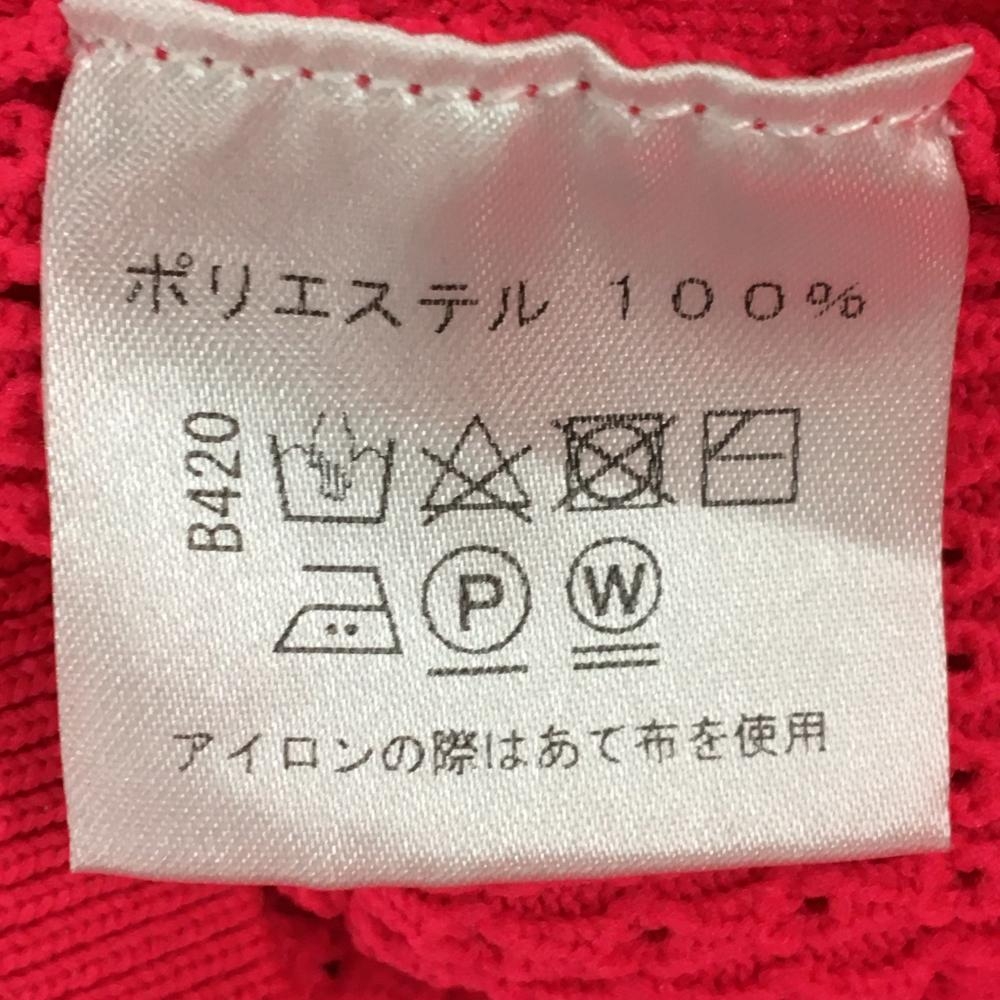 ポリエステル １００％
B420
P W
アイロンの際はあて布を使用